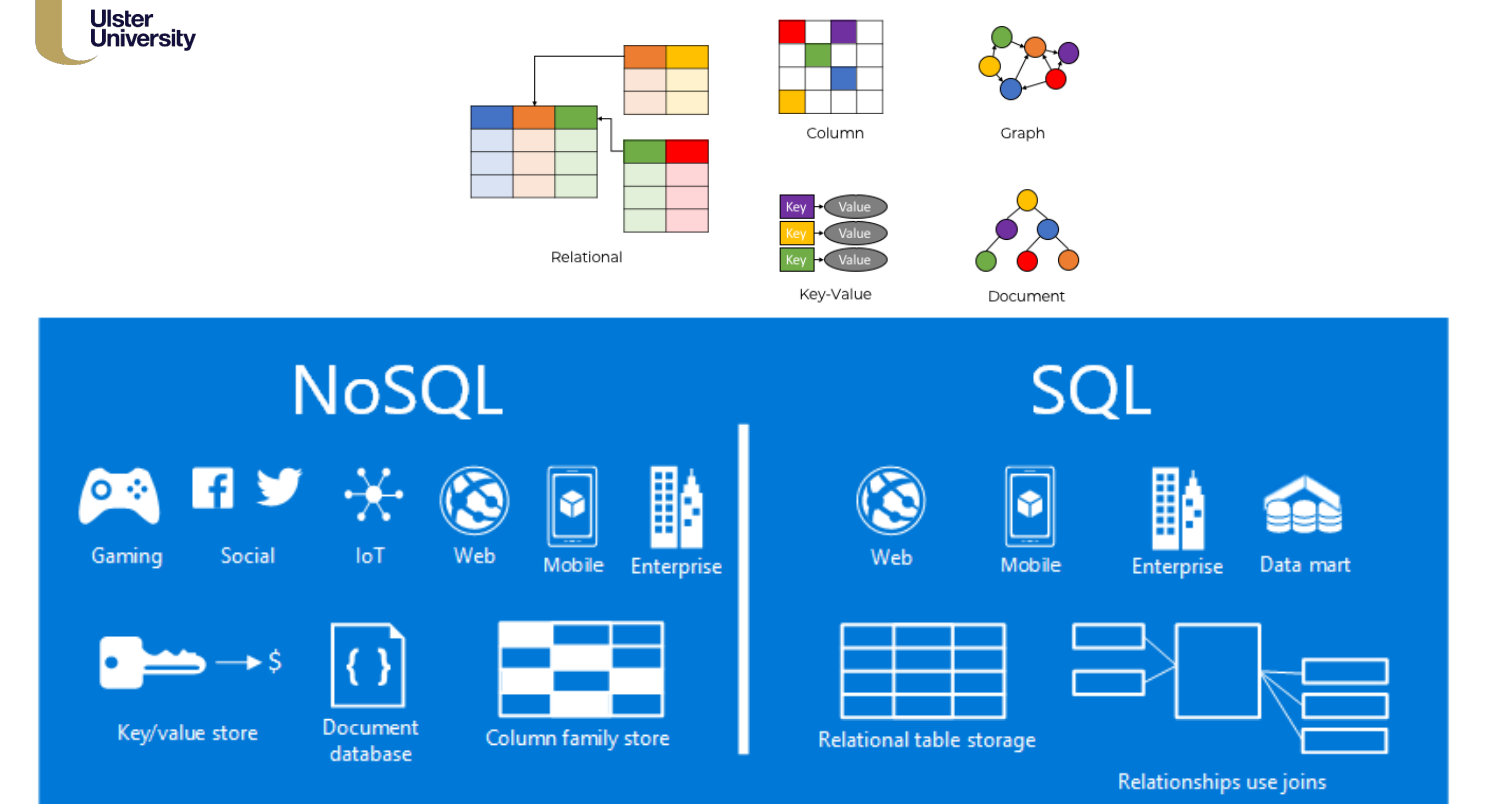 Ulster
University
Relational
Column
Graph
Key Value
Key Value
Key Value
Key-Value
Document
NoSQL
SQL
Gaming
Social
IoT
Web
Mobile
Enterprise
Web
Mobile
Enterprise
Data mart
$
{ }
Key/value store
Document
database
Column family store
Relational table storage
Relationships use joins